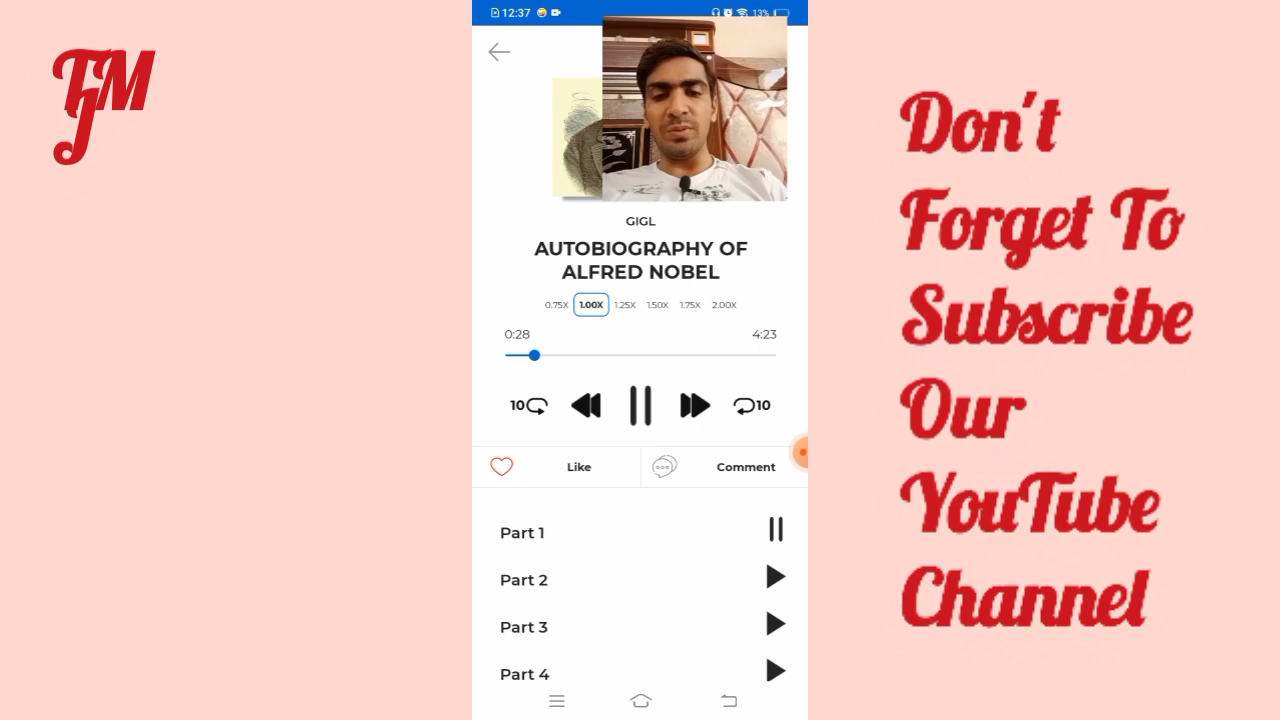 12:37
13%
TFM
GIGL
AUTOBIOGRAPHY OF
ALFRED NOBEL
0.75X 1.00X 1.25X 1.50X 1.75X 2.00X
0:28 4:23
10 10
Like Comment
Part 1
Part 2
Part 3
Part 4
Don't
Forget To
Subscribe
Our
YouTube
Channel